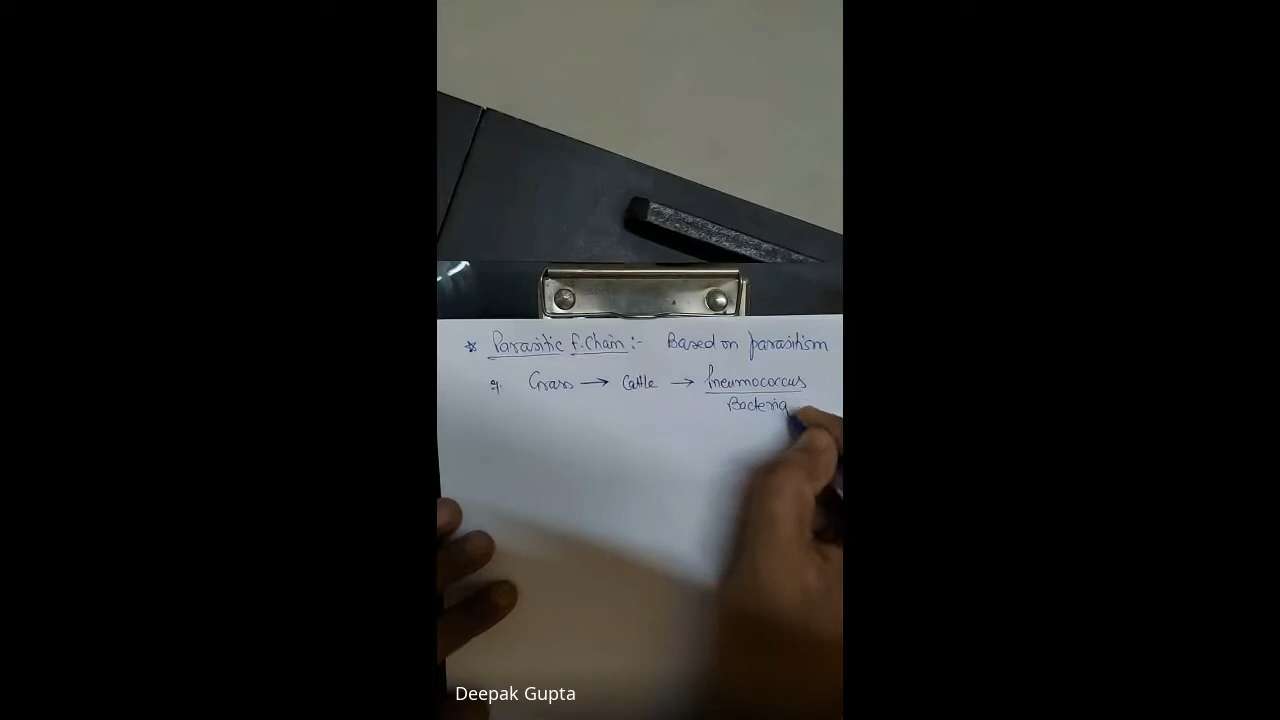 * Parasitic F. Chain :- Based on parasitism
eg. Grass → Cattle → Pneumococcus
Bacteria
Deepak Gupta